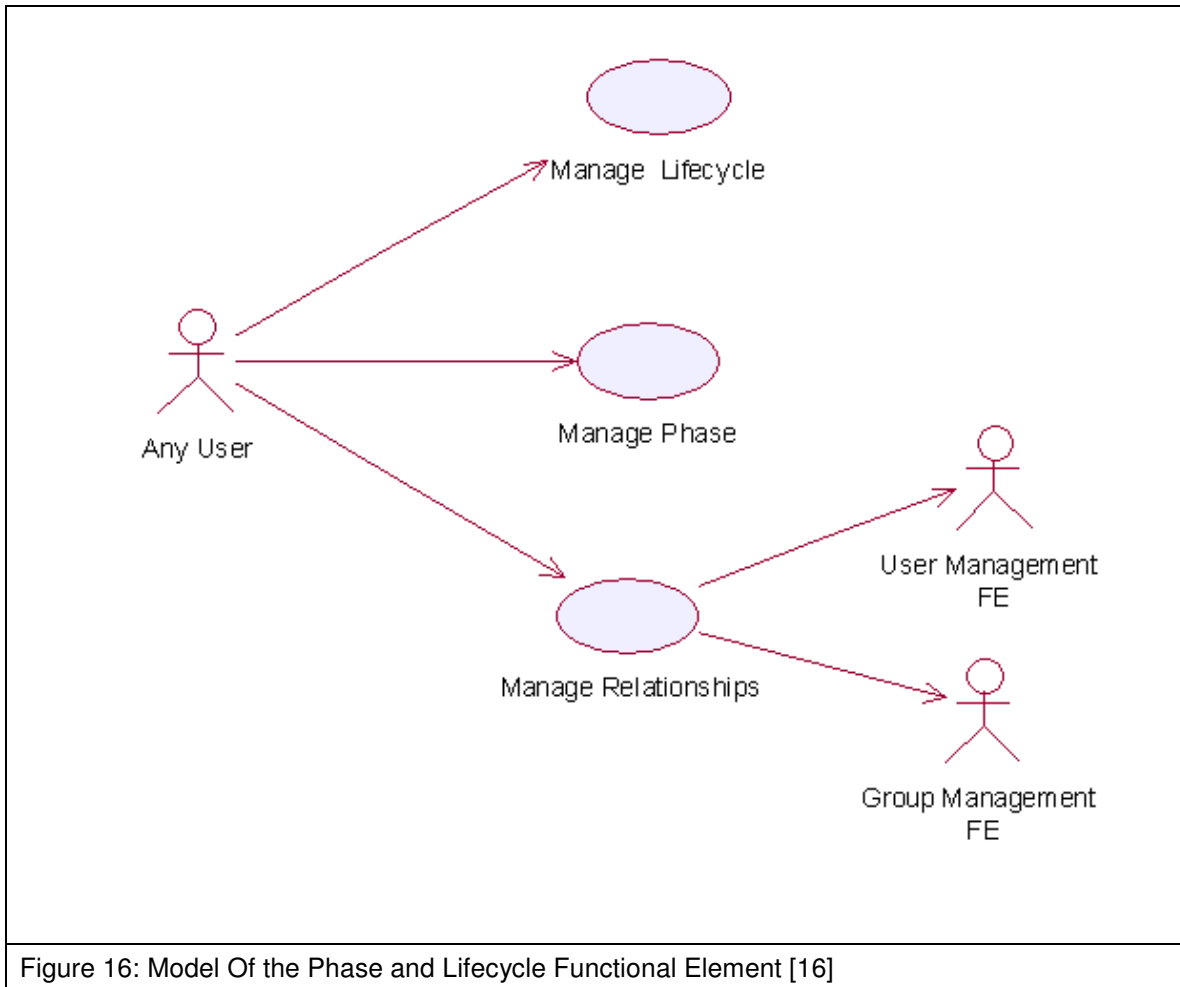 Manage Lifecycle
Any User
Manage Phase
User Management
FE
Manage Relationships
Group Management
FE
Figure 16: Model Of the Phase and Lifecycle Functional Element [16]